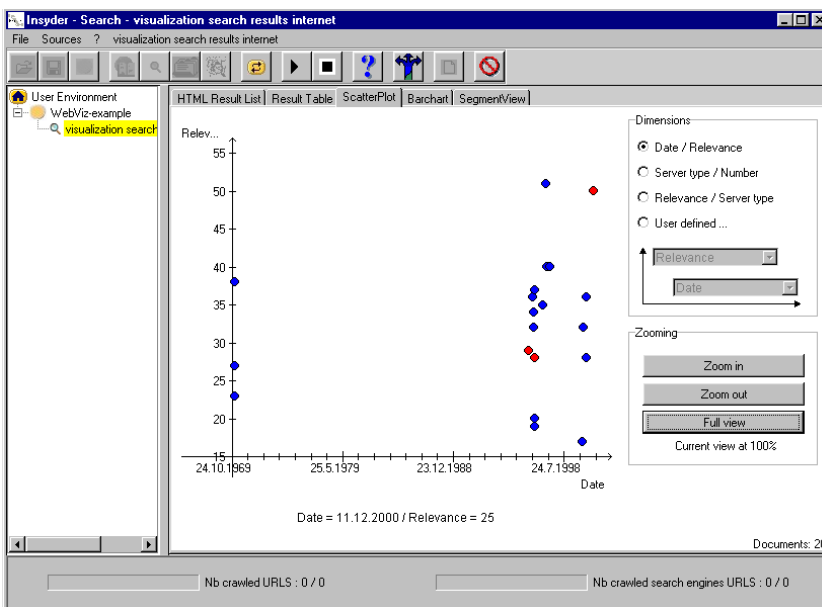 Insyder - Search - visualization search results internet
File Sources ? visualization search results internet
User Environment
WebViz-example
visualization search
HTML Result List Result Table ScatterPlot Barchart SegmentView
Relev...
55
50
45
40
35
30
25
20
15
24.10.1969 25.5.1979 23.12.1988 24.7.1998
Date
Date = 11.12.2000 / Relevance = 25
Dimensions
Date / Relevance
Server type / Number
Relevance / Server type
User defined ...
Relevance
Date
Zooming
Zoom in
Zoom out
Full view
Current view at 100%
Documents: 20
Nb crawled URLS : 0 / 0 Nb crawled search engines URLS : 0 / 0